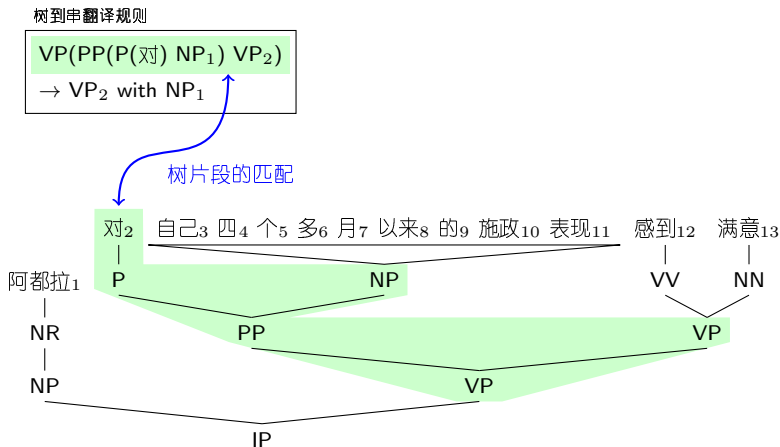 树到串翻译规则
VP(PP(P(对) NP₁) VP₂)
→ VP₂ with NP₁
树片段的匹配
对₂ 自己₃ 四₄ 个₅ 多₆ 月₇ 以来₈ 的₉ 施政₁₀ 表现₁₁ 感到₁₂ 满意₁₃
阿都拉₁ P NP VV NN
NR PP VP
NP VP
IP